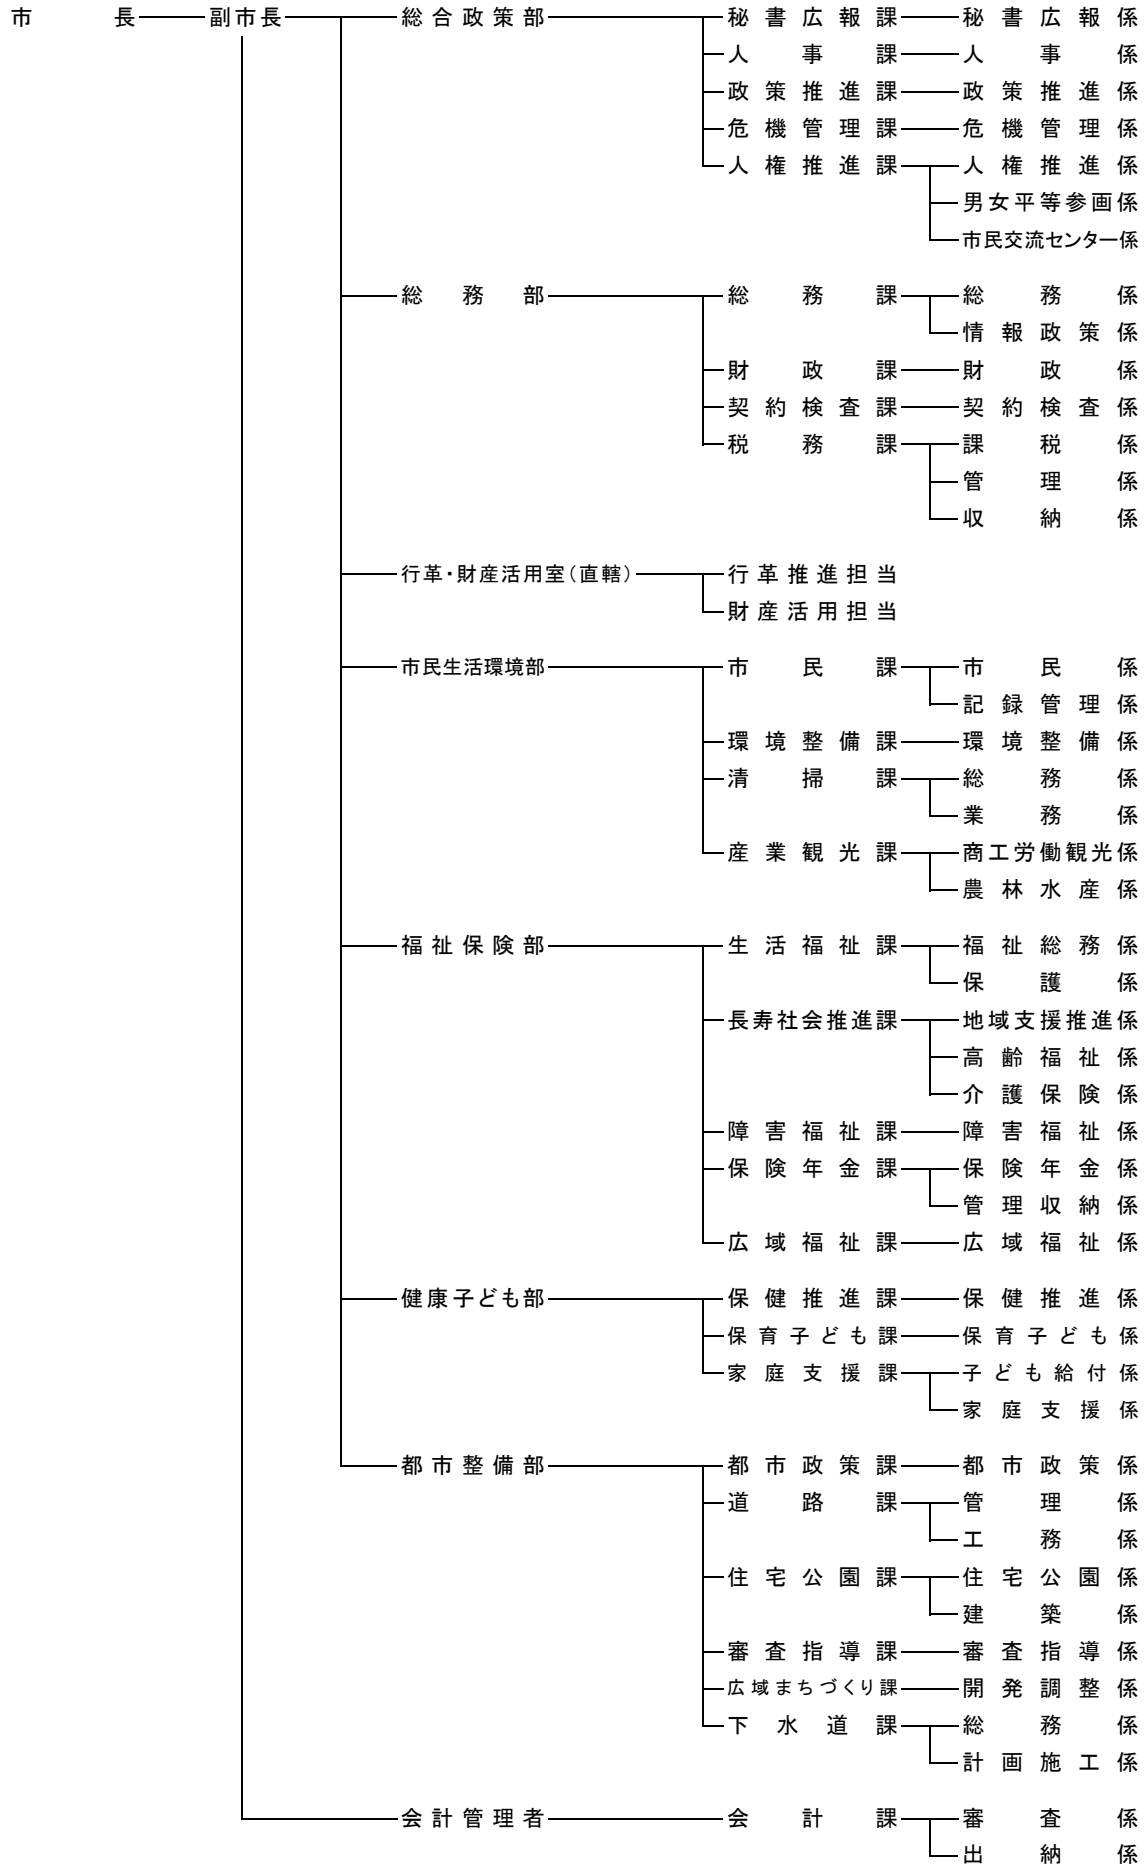 市長 副市長 総合政策部 秘書広報課 秘書広報係
人事課 人事係
政策推進課 政策推進係
危機管理課 危機管理係
人権推進課 人権推進係
男女平等参画係
市民交流センター係
総務部 総務課 総務係
情報政策係
財政課 財政係
契約検査課 契約検査係
税務課 課税係
管理係
収納係
行革・財産活用室（直轄） 行革推進担当
財産活用担当
市民生活環境部 市民課 市民係
記録管理係
環境整備課 環境整備係
清掃課 総務係
業務係
産業観光課 商工労働観光係
農林水産係
福祉保険部 生活福祉課 福祉総務係
保護係
長寿社会推進課 地域支援推進係
高齢福祉係
介護保険係
障害福祉課 障害福祉係
保険年金課 保険年金係
管理収納係
広域福祉課 広域福祉係
健康子ども部 保健推進課 保健推進係
保育子ども課 保育子ども係
家庭支援課 子ども給付係
家庭支援係
都市整備部 都市政策課 都市政策係
道路課 管理係
工務係
住宅公園課 住宅公園係
建築係
審査指導課 審査指導係
広域まちづくり課 開発調整係
下水道課 総務係
計画施工係
会計管理者 会計課 審査係
出納係